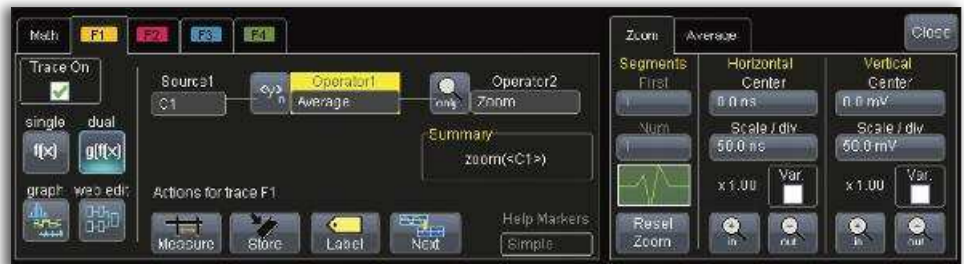 Math F1 F2 F3 F4
Trace On
single dual
f(x) g(f(x)
graph web edit
Source1
C1
Operator1
Average
Operator2
Zoom
Summary
zoom(<C1>)
Actions for trace F1
Measure Store Label Next
Help Markers
Simple
Zoom Average Close
Segments
First
1
Num
1
Reset
Zoom
Horizontal
Center
0.0 ns
Scale / div
50.0 ns
x 1.00 Var.
in out
Vertical
Center
0.0 mV
Scale / div
50.0 mV
x 1.00 Var.
in out